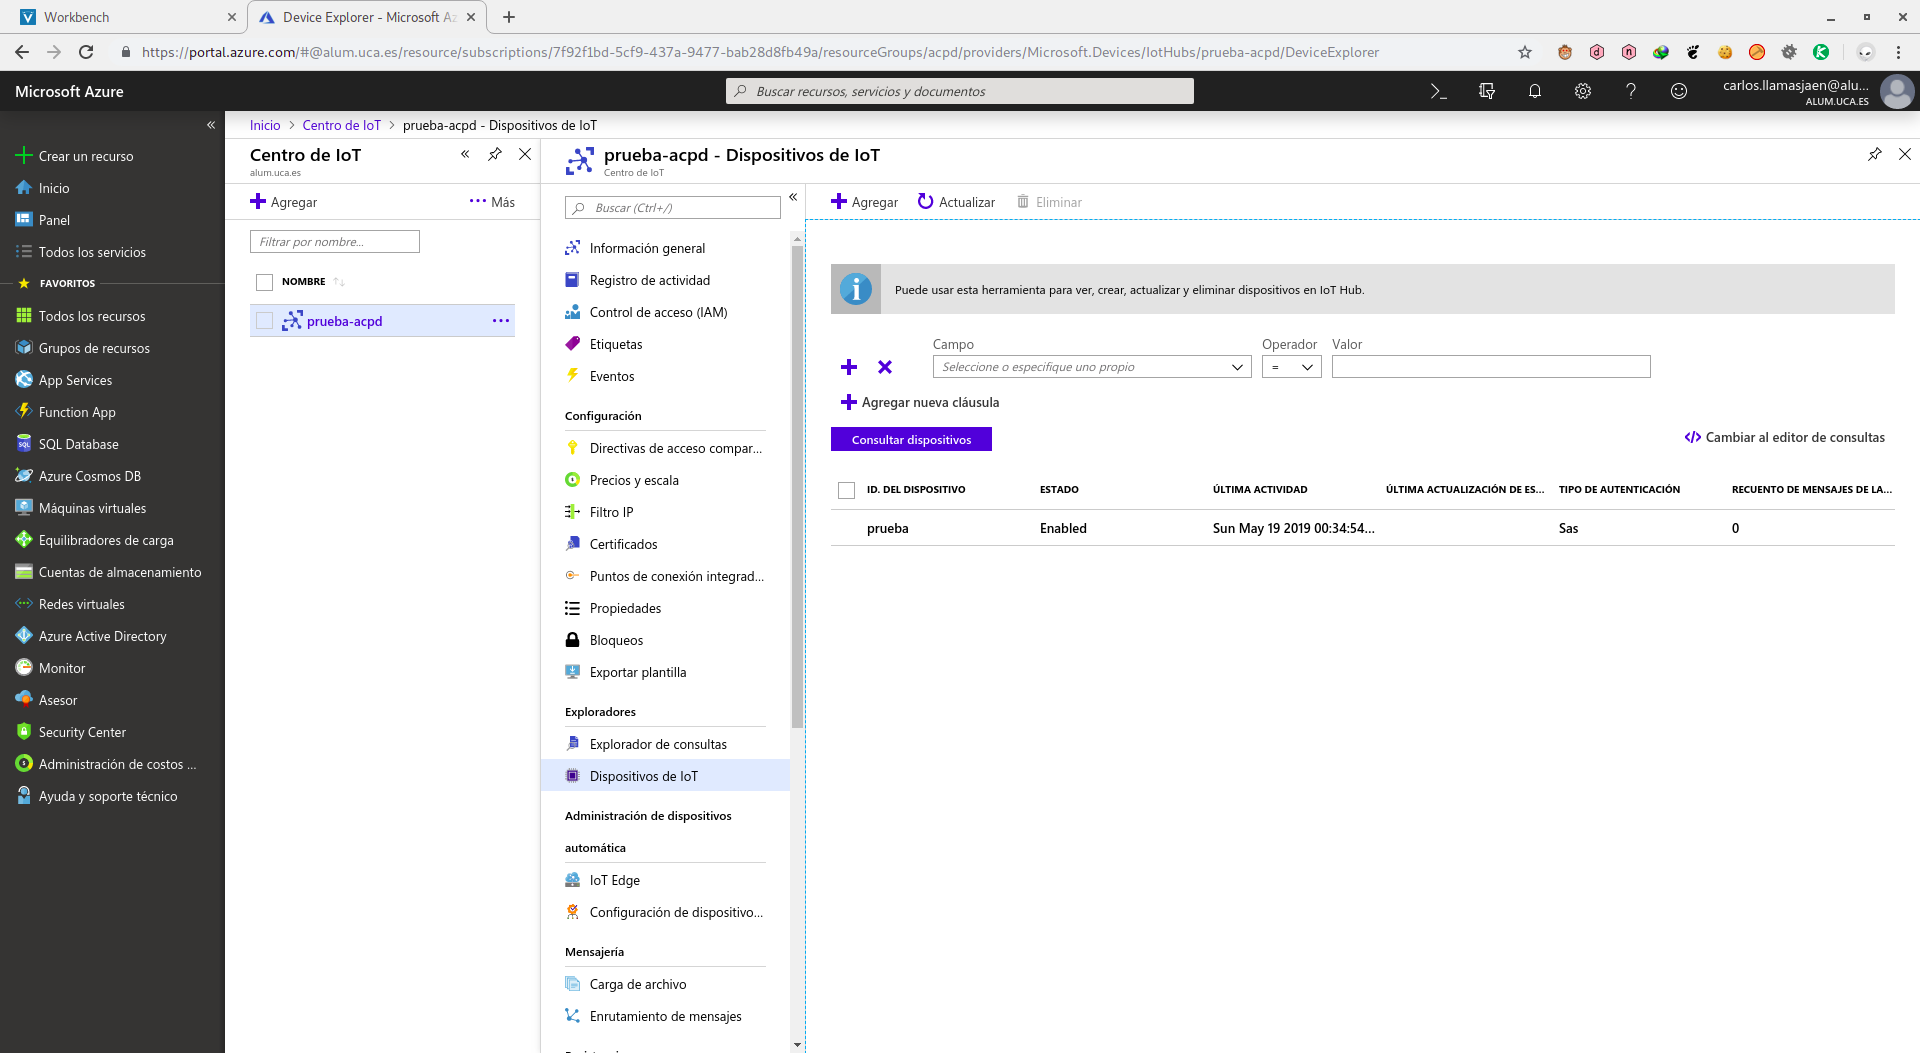 Workbench
Device Explorer - Microsoft Az
https://portal.azure.com/#@alum.uca.es/resource/subscriptions/7f92f1bd-5cf9-437a-9477-bab28d8fb49a/resourceGroups/acpd/providers/Microsoft.Devices/IotHubs/prueba-acpd/DeviceExplorer
Microsoft Azure
Buscar recursos, servicios y documentos
carlos.llamasjaen@alu...
ALUM.UCA.ES
Crear un recurso
Inicio
Panel
Todos los servicios
FAVORITOS
Todos los recursos
Grupos de recursos
App Services
Function App
SQL Database
Azure Cosmos DB
Máquinas virtuales
Equilibradores de carga
Cuentas de almacenamiento
Redes virtuales
Azure Active Directory
Monitor
Asesor
Security Center
Administración de costos ...
Ayuda y soporte técnico
Inicio > Centro de IoT > prueba-acpd - Dispositivos de IoT
Centro de IoT
alum.uca.es
Agregar
Más
Filtrar por nombre...
NOMBRE
prueba-acpd
prueba-acpd - Dispositivos de IoT
Centro de IoT
Buscar (Ctrl+/)
Información general
Registro de actividad
Control de acceso (IAM)
Etiquetas
Eventos
Configuración
Directivas de acceso compar...
Precios y escala
Filtro IP
Certificados
Puntos de conexión integrad...
Propiedades
Bloqueos
Exportar plantilla
Exploradores
Explorador de consultas
Dispositivos de IoT
Administración de dispositivos
automática
IoT Edge
Configuración de dispositivo...
Mensajería
Carga de archivo
Enrutamiento de mensajes
Agregar
Actualizar
Eliminar
Puede usar esta herramienta para ver, crear, actualizar y eliminar dispositivos en IoT Hub.
Campo Operador Valor
Seleccione o especifique uno propio =
Agregar nueva cláusula
Consultar dispositivos
</> Cambiar al editor de consultas
ID. DEL DISPOSITIVO ESTADO ÚLTIMA ACTIVIDAD ÚLTIMA ACTUALIZACIÓN DE ES... TIPO DE AUTENTICACIÓN RECUENTO DE MENSAJES DE LA...
prueba Enabled Sun May 19 2019 00:34:54... Sas 0